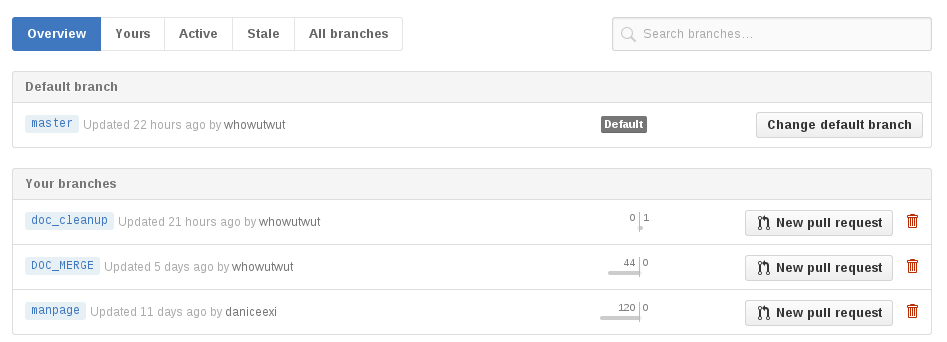 Overview Yours Active Stale All branches Search branches...
Default branch
master Updated 22 hours ago by whowutwut Default Change default branch
Your branches
doc_cleanup Updated 21 hours ago by whowutwut 0 1 New pull request
DOC_MERGE Updated 5 days ago by whowutwut 44 0 New pull request
manpage Updated 11 days ago by daniceexi 120 0 New pull request